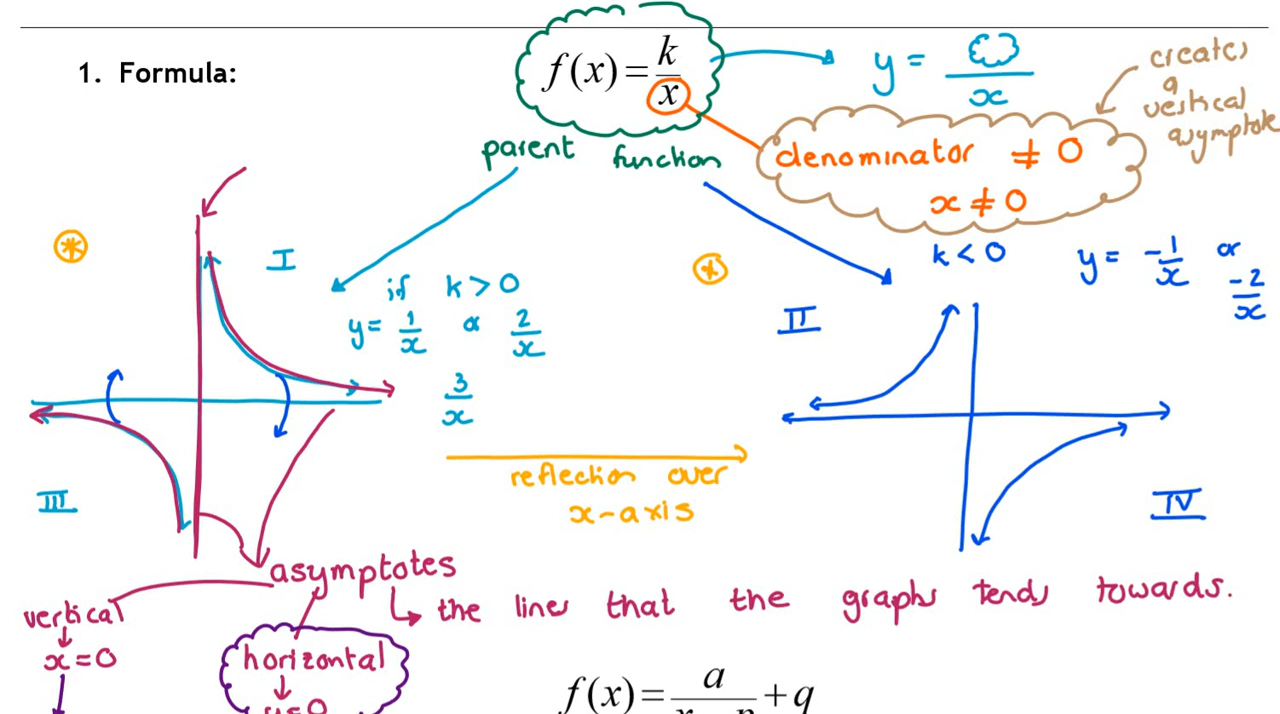 1. Formula:
f(x) = k/x
y = /x
creates
a
vertical
asymptote
parent function
denominator ≠ 0
x ≠ 0
I
if k > 0
y = 1/x or 2/x
3/x
k < 0
y = -1/x or
-2/x
II
III
IV
reflection over
x-axis
asymptotes
the lines that the graphs tends towards.
vertical
x = 0
horizontal
y = 0
f(x) = a/x - p + q